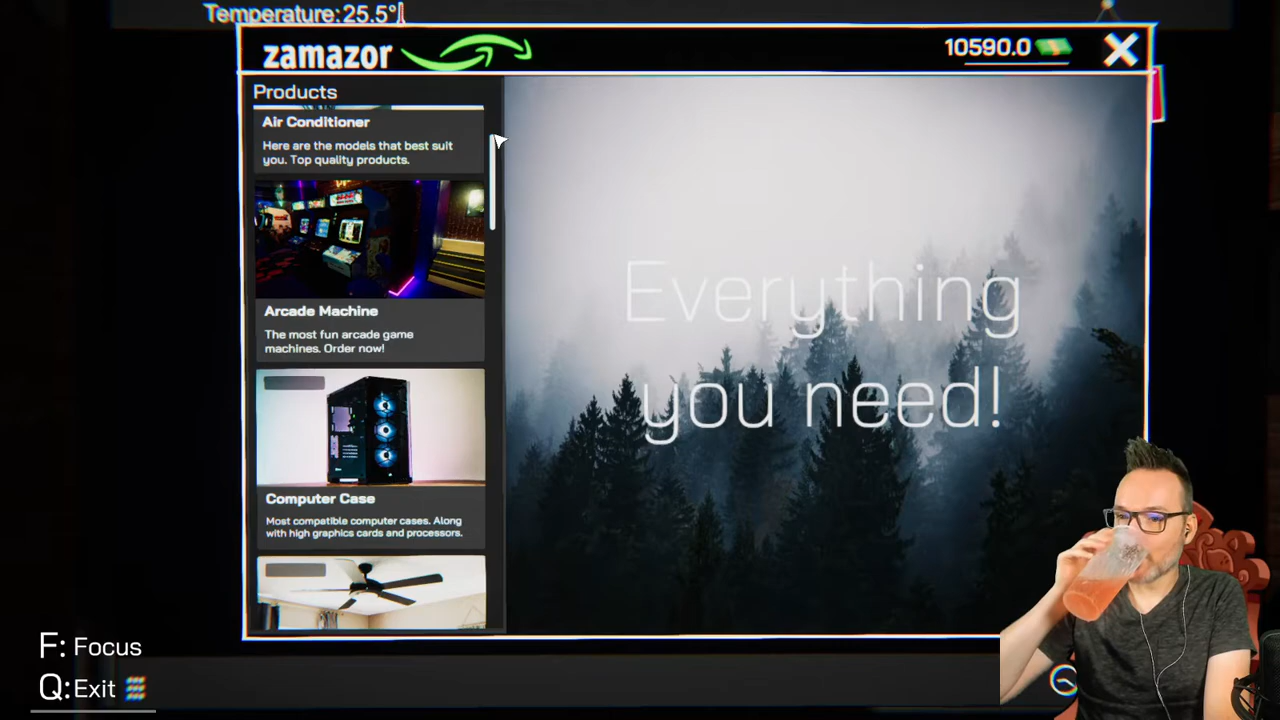 Temperature: 25.5°
zamazor
10590.0
Products
Air Conditioner
Here are the models that best suit
you. Top quality products.
Arcade Machine
The most fun arcade game
machines. Order now!
Computer Case
Most compatible computer cases. Along
with high graphics cards and processors.
Everything
you need!
F: Focus
Q: Exit